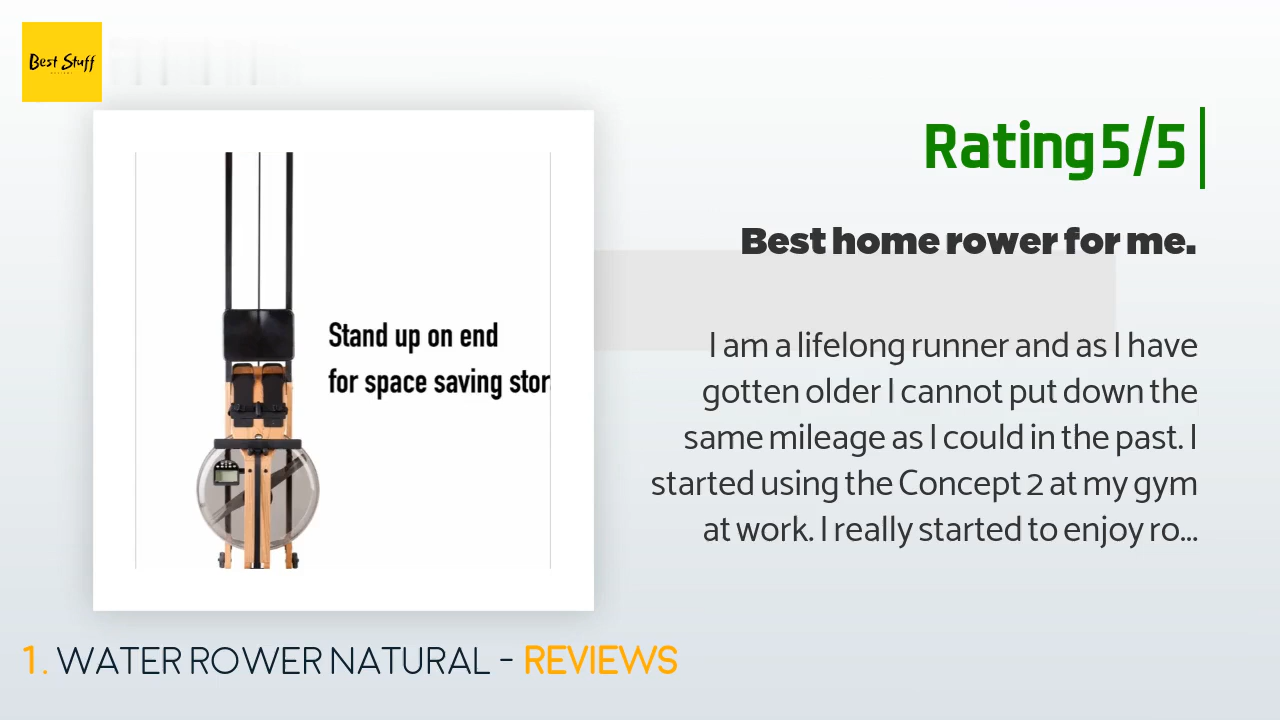 Best Stuff
Rating 5/5
Best home rower for me.
Stand up on end
for space saving stor
I am a lifelong runner and as I have
gotten older I cannot put down the
same mileage as I could in the past. I
started using the Concept 2 at my gym
at work. I really started to enjoy ro...
1. WATER ROWER NATURAL - REVIEWS